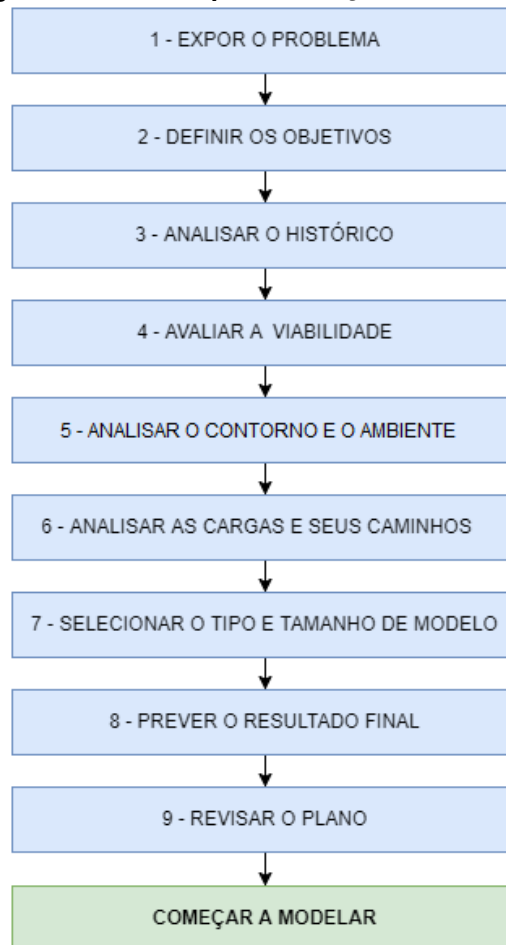 1 - EXPOR O PROBLEMA
2 - DEFINIR OS OBJETIVOS
3 - ANALISAR O HISTÓRICO
4 - AVALIAR A VIABILIDADE
5 - ANALISAR O CONTORNO E O AMBIENTE
6 - ANALISAR AS CARGAS E SEUS CAMINHOS
7 - SELECIONAR O TIPO E TAMANHO DE MODELO
8 - PREVER O RESULTADO FINAL
9 - REVISAR O PLANO
COMEÇAR A MODELAR